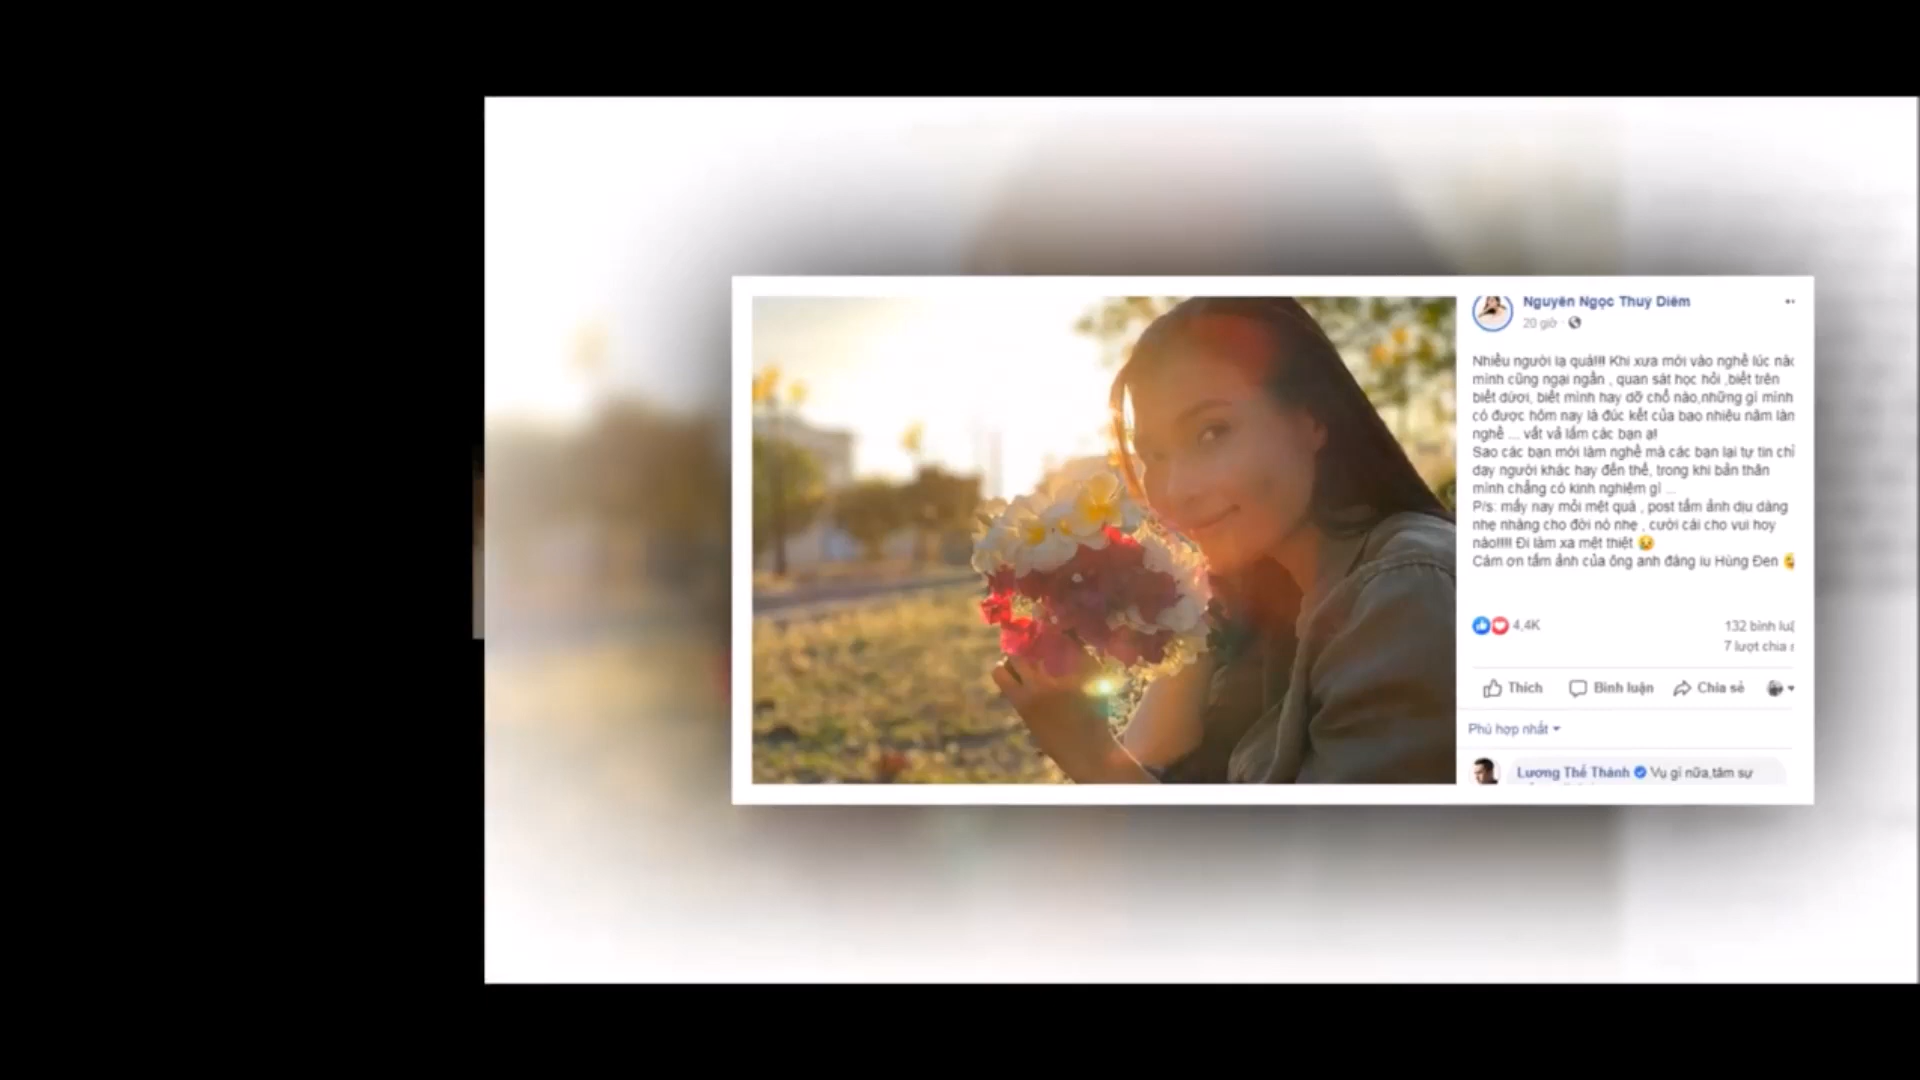 Nguyễn Ngọc Thuý Diễm
20 giờ
Nhiều người lạ quá!!! Khi xưa mới vào nghề lúc nào
mình cũng ngại ngần , quan sát học hỏi ,biết trên
biết dưới, biết mình hay dở chổ nào,những gì mình
có được hôm nay là đúc kết của bao nhiêu năm làm
nghề ... vất vả lắm các bạn ạ!
Sao các bạn mới làm nghề mà các bạn lại tự tin chỉ
dạy người khác hay đến thế, trong khi bản thân
mình chẳng có kinh nghiệm gì ...
P/s: mấy nay mỏi mệt quá , post tấm ảnh dịu dàng
nhẹ nhàng cho đời nó nhẹ , cười cái cho vui hoy
nào!!!! Đi làm xa mệt thiệt 😢
Cám ơn tấm ảnh của ông anh đáng iu Hùng Đen
4,4K
132 bình
7 lượt chia
Thích Bình luận Chia sẻ
Phù hợp nhất
Lương Thế Thành Vụ gì nữa,tâm sự